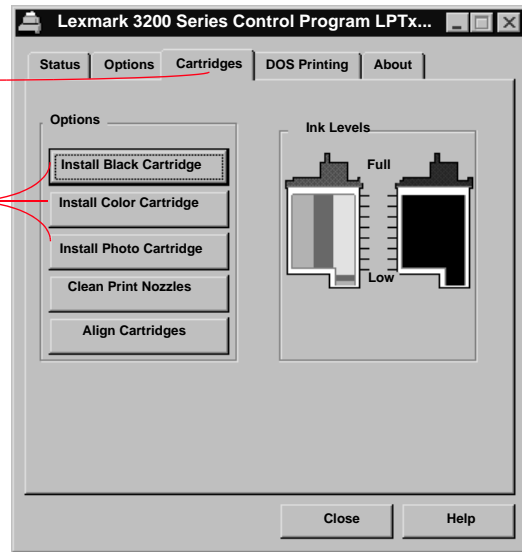 Lexmark 3200 Series Control Program LPTx...
Status Options Cartridges DOS Printing About
Options
Install Black Cartridge
Install Color Cartridge
Install Photo Cartridge
Clean Print Nozzles
Align Cartridges
Ink Levels
Full
Low
Close Help